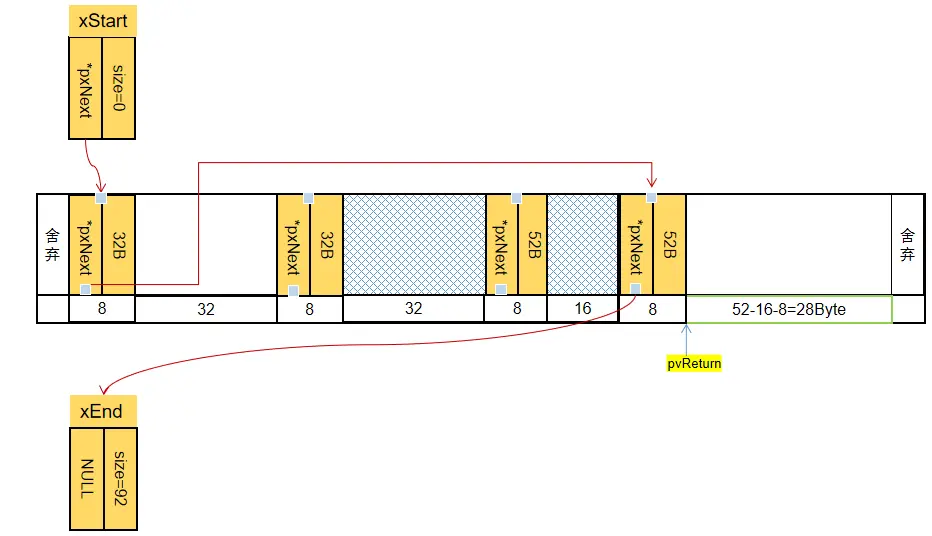 xStart
*pxNext
size=0
舍
弃
*pxNext
32B
*pxNext
32B
*pxNext
52B
*pxNext
52B
舍
弃
8
32
8
32
8
16
8
52-16-8=28Byte
pvReturn
xEnd
NULL
size=92